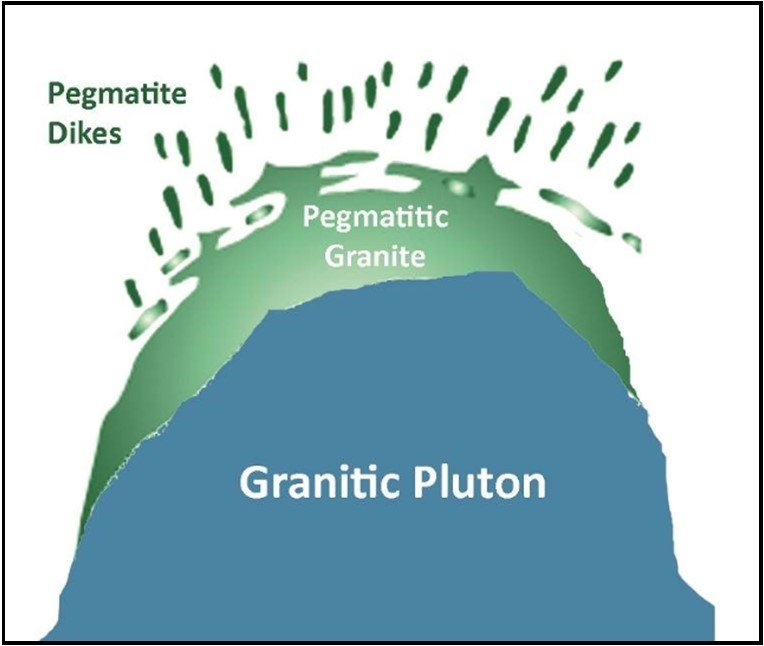 Pegmatite
Dikes
Pegmatitic
Granite
Granitic Pluton